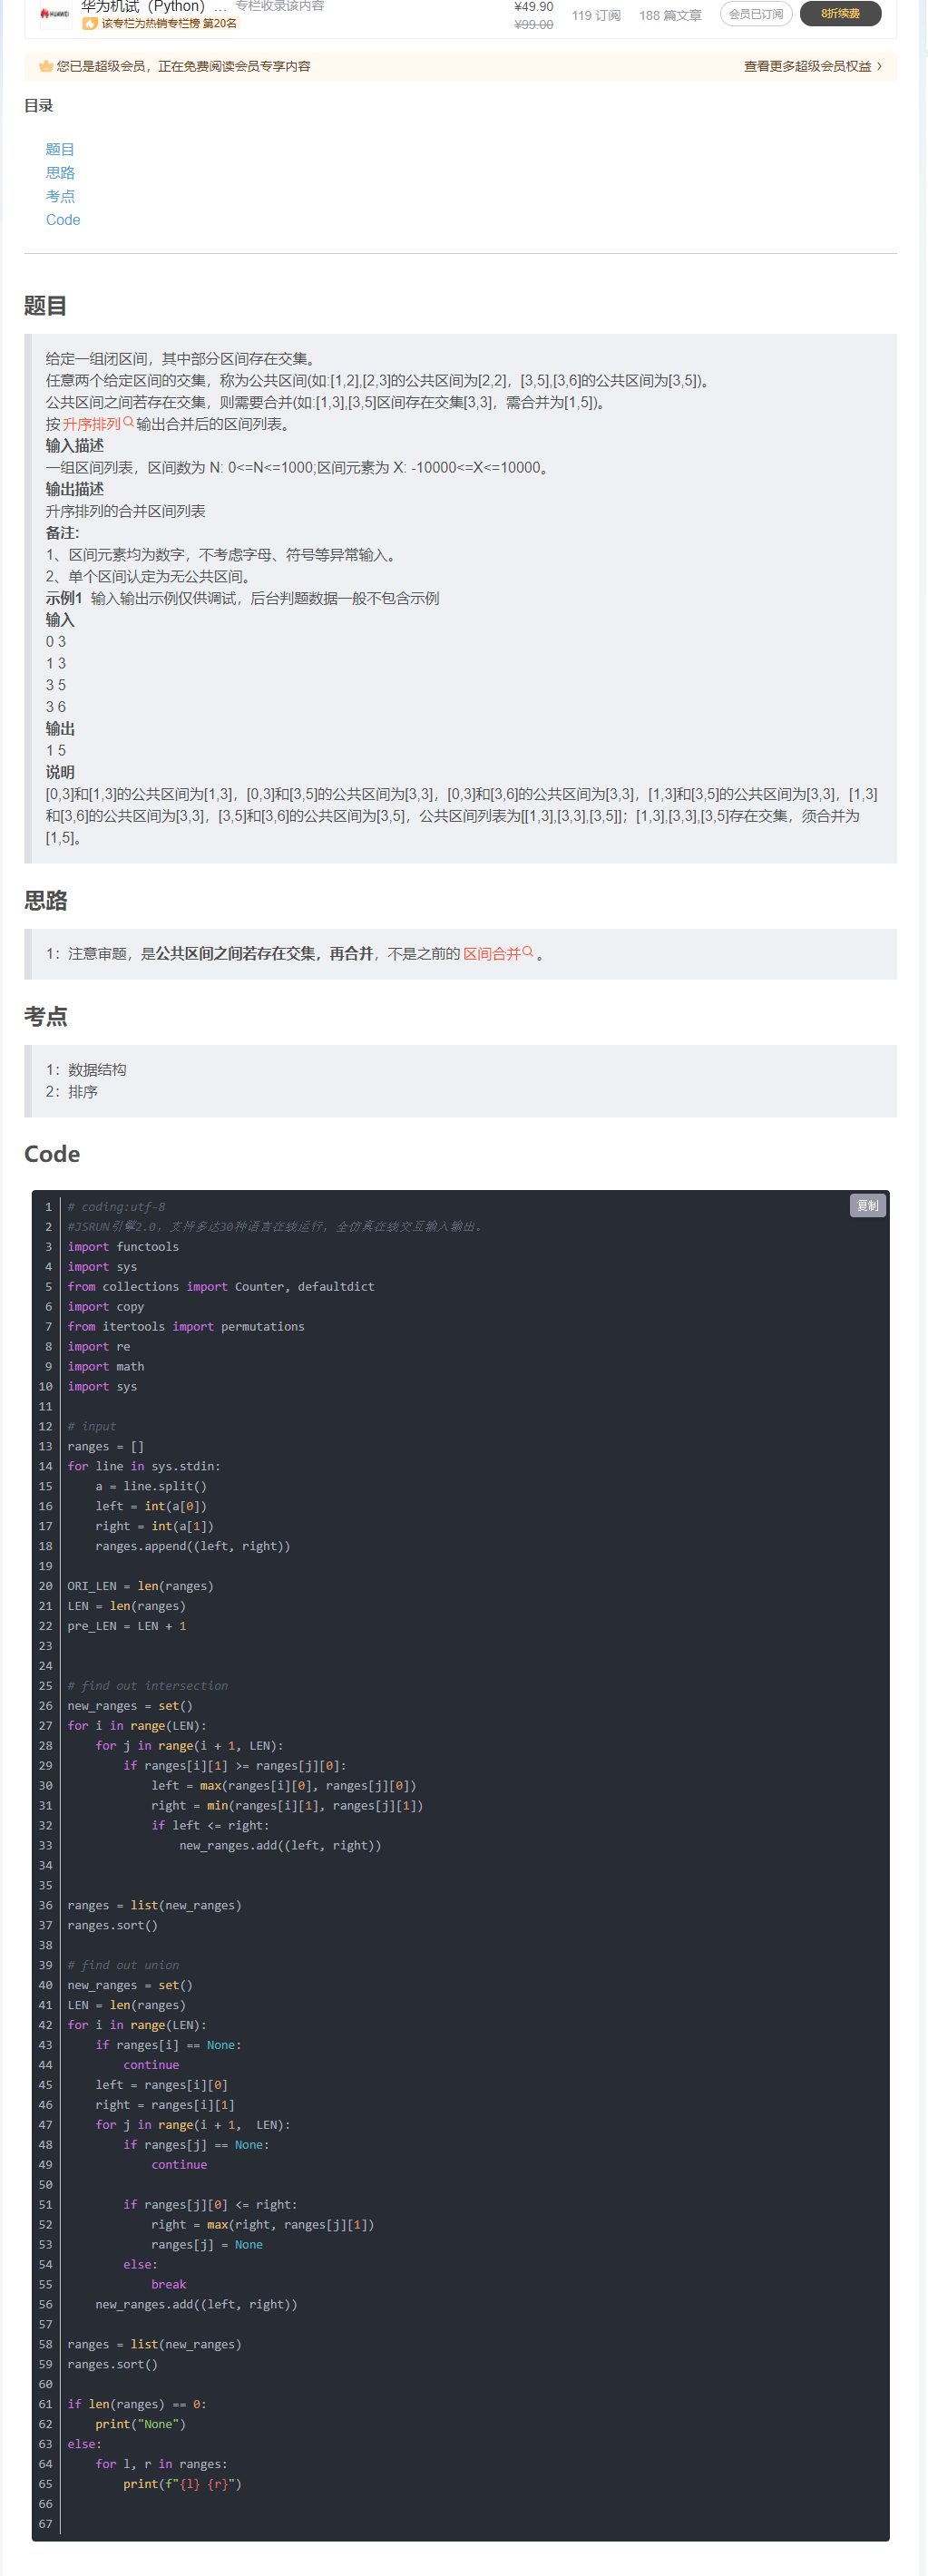 HUAWEI
华为机试（Python）...
专栏收录该内容
该专栏为热销专栏榜 第20名
¥49.90
¥99.00
119 订阅
188 篇文章
会员已订阅
8折续费
您已是超级会员，正在免费阅读会员专享内容
查看更多超级会员权益 >
目录
题目
思路
考点
Code
题目
给定一组闭区间，其中部分区间存在交集。
任意两个给定区间的交集，称为公共区间(如:[1,2],[2,3]的公共区间为[2,2]，[3,5],[3,6]的公共区间为[3,5])。
公共区间之间若存在交集，则需要合并(如:[1,3],[3,5]区间存在交集[3,3]，需合并为[1,5])。
按升序排列输出合并后的区间列表。
输入描述
一组区间列表，区间数为 N: 0<=N<=1000;区间元素为 X: -10000<=X<=10000。
输出描述
升序排列的合并区间列表
备注:
1、区间元素均为数字，不考虑字母、符号等异常输入。
2、单个区间认定为无公共区间。
示例1  输入输出示例仅供调试，后台判题数据一般不包含示例
输入
0 3
1 3
3 5
3 6
输出
1 5
说明
[0,3]和[1,3]的公共区间为[1,3]，[0,3]和[3,5]的公共区间为[3,3]，[0,3]和[3,6]的公共区间为[3,3]，[1,3]和[3,5]的公共区间为[3,3]，[1,3]
和[3,6]的公共区间为[3,3]，[3,5]和[3,6]的公共区间为[3,5]，公共区间列表为[[1,3],[3,3],[3,5]]；[1,3],[3,3],[3,5]存在交集，须合并为
[1,5]。
思路
1：注意审题，是公共区间之间若存在交集，再合并，不是之前的区间合并。
考点
1：数据结构
2：排序
Code
复制
1 # coding:utf-8
2 #JSRUN引擎2.0，支持多达30种语言在线运行，全仿真在线交互输入输出。
3 import functools
4 import sys
5 from collections import Counter, defaultdict
6 import copy
7 from itertools import permutations
8 import re
9 import math
10 import sys
11
12 # input
13 ranges = []
14 for line in sys.stdin:
15     a = line.split()
16     left = int(a[0])
17     right = int(a[1])
18     ranges.append((left, right))
19
20 ORI_LEN = len(ranges)
21 LEN = len(ranges)
22 pre_LEN = LEN + 1
23
24
25 # find out intersection
26 new_ranges = set()
27 for i in range(LEN):
28     for j in range(i + 1, LEN):
29         if ranges[i][1] >= ranges[j][0]:
30             left = max(ranges[i][0], ranges[j][0])
31             right = min(ranges[i][1], ranges[j][1])
32             if left <= right:
33                 new_ranges.add((left, right))
34
35
36 ranges = list(new_ranges)
37 ranges.sort()
38
39 # find out union
40 new_ranges = set()
41 LEN = len(ranges)
42 for i in range(LEN):
43     if ranges[i] == None:
44         continue
45     left = ranges[i][0]
46     right = ranges[i][1]
47     for j in range(i + 1,  LEN):
48         if ranges[j] == None:
49             continue
50
51         if ranges[j][0] <= right:
52             right = max(right, ranges[j][1])
53             ranges[j] = None
54         else:
55             break
56     new_ranges.add((left, right))
57
58 ranges = list(new_ranges)
59 ranges.sort()
60
61 if len(ranges) == 0:
62     print("None")
63 else:
64     for l, r in ranges:
65         print(f"{l} {r}")
66
67